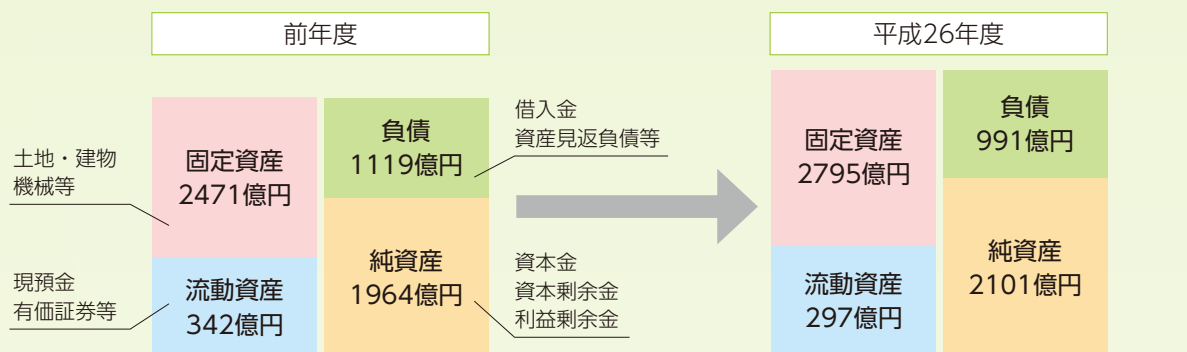 前年度
平成26年度
土地・建物
機械等
固定資産
2471億円
負債
1119億円
借入金
資産見返負債等
現預金
有価証券等
流動資産
342億円
純資産
1964億円
資本金
資本剰余金
利益剰余金
固定資産
2795億円
負債
991億円
流動資産
297億円
純資産
2101億円